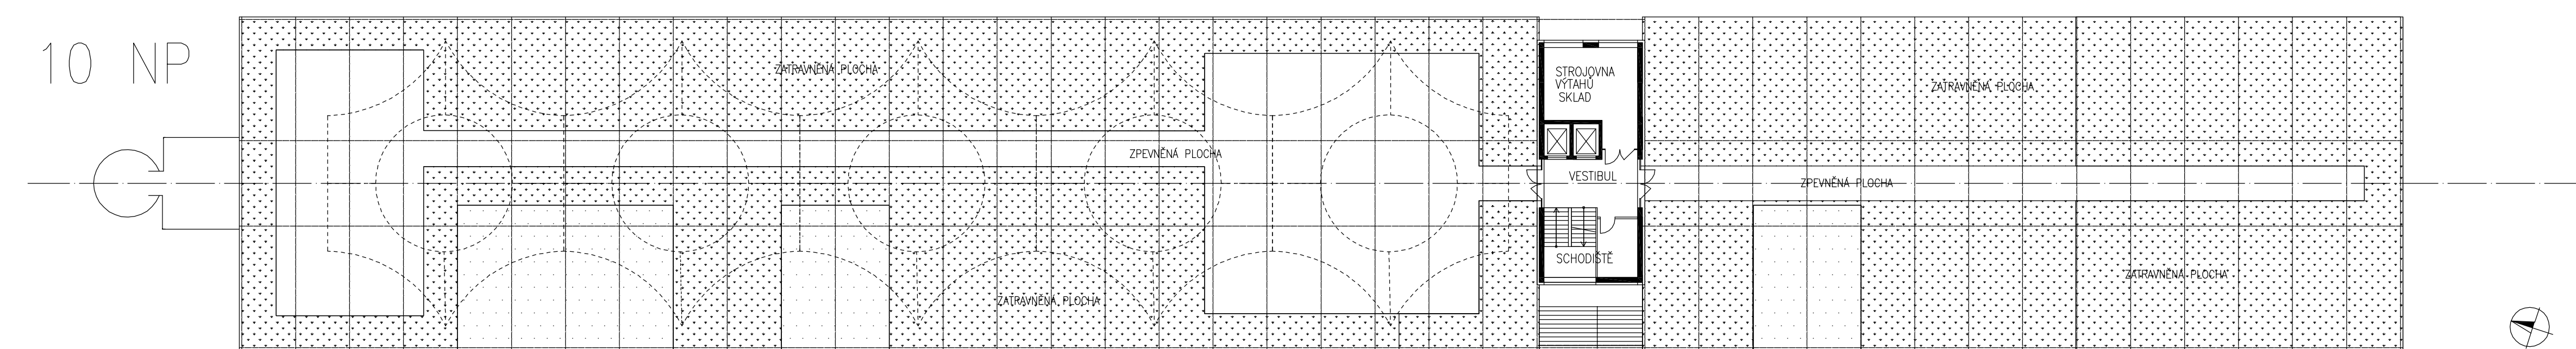 10 NP
ZATRAVNĚNÁ PLOCHA
STROJOVNA
VÝTAHŮ
SKLAD
ZATRAVNĚNÁ PLOCHA
ZPEVNĚNÁ PLOCHA
VESTIBUL
ZPEVNĚNÁ PLOCHA
SCHODIŠTĚ
ZATRAVNĚNÁ PLOCHA
ZATRAVNĚNÁ PLOCHA